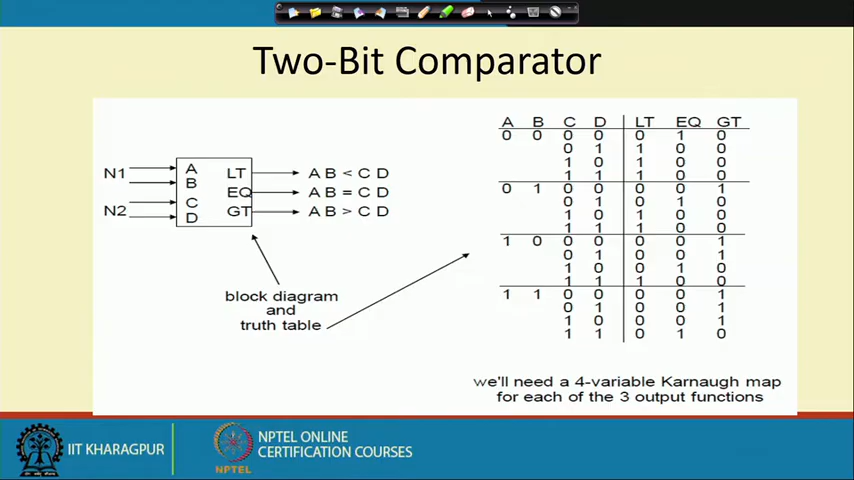 Two-Bit Comparator
N1
N2
A
B
C
D
LT
EQ
GT
A B < C D
A B = C D
A B > C D
block diagram
and
truth table
A B C D LT EQ GT
0 0 0 0 0 1 0
0 1 1 0 0
1 0 1 0 0
1 1 1 0 0
0 1 0 0 0 0 1
0 1 0 1 0
1 0 1 0 0
1 1 1 0 0
1 0 0 0 0 0 1
0 1 0 0 1
1 0 0 1 0
1 1 1 0 0
1 1 0 0 0 0 1
0 1 0 0 1
1 0 0 0 1
1 1 0 1 0
we'll need a 4-variable Karnaugh map
for each of the 3 output functions
IIT KHARAGPUR
NPTEL
NPTEL ONLINE
CERTIFICATION COURSES